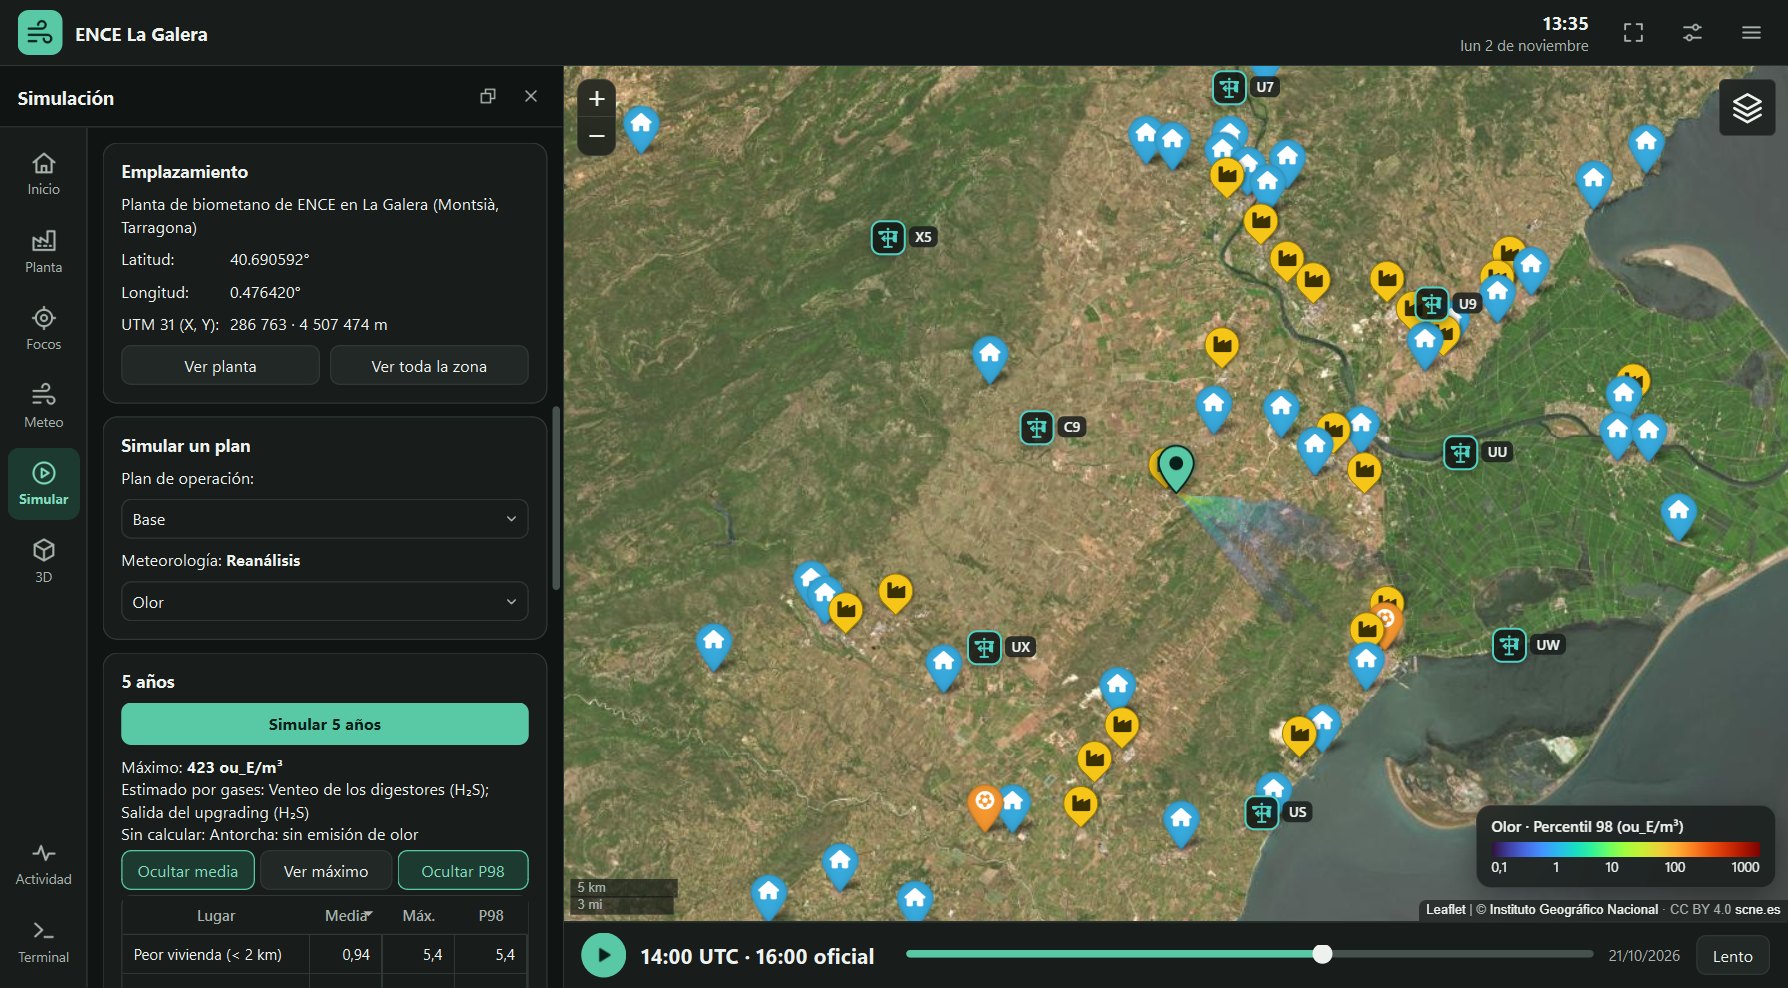 ENCE La Galera
13:35
lun 2 de noviembre
Simulación
Inicio
Planta
Focos
Meteo
Simular
3D
Actividad
Terminal
Emplazamiento
Planta de biometano de ENCE en La Galera (Montsià,
Tarragona)
Latitud: 40.690592°
Longitud: 0.476420°
UTM 31 (X, Y): 286 763 · 4 507 474 m
Ver planta
Ver toda la zona
Simular un plan
Plan de operación:
Base
Meteorología: Reanálisis
Olor
5 años
Simular 5 años
Máximo: 423 ou_E/m³
Estimado por gases: Venteo de los digestores (H₂S);
Salida del upgrading (H₂S)
Sin calcular: Antorcha: sin emisión de olor
Ocultar media
Ver máximo
Ocultar P98
Lugar Media Máx. P98
Peor vivienda (< 2 km) 0,94 5,4 5,4
+
−
U7
X5
U9
C9
UU
UX
UW
US
5 km
3 mi
Olor · Percentil 98 (ou_E/m³)
0,1 1 10 100 1000
Leaflet | © Instituto Geográfico Nacional · CC BY 4.0 scne.es
14:00 UTC · 16:00 oficial
21/10/2026
Lento